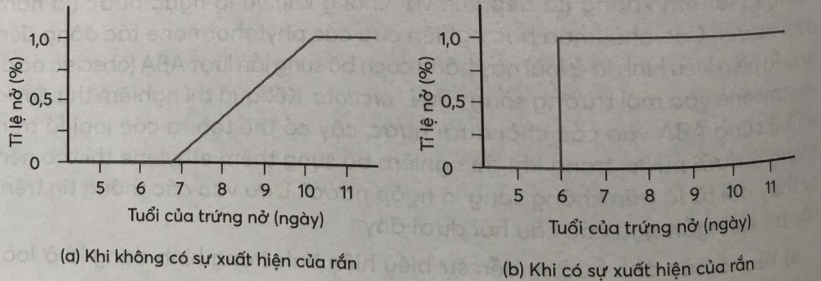 Tỉ lệ nở (%)
1,0
0,5
0
5 6 7 8 9 10 11
Tuổi của trứng nở (ngày)
(a) Khi không có sự xuất hiện của rắn
Tỉ lệ nở (%)
1,0
0,5
0
5 6 7 8 9 10 11
Tuổi của trứng nở (ngày)
(b) Khi có sự xuất hiện của rắn